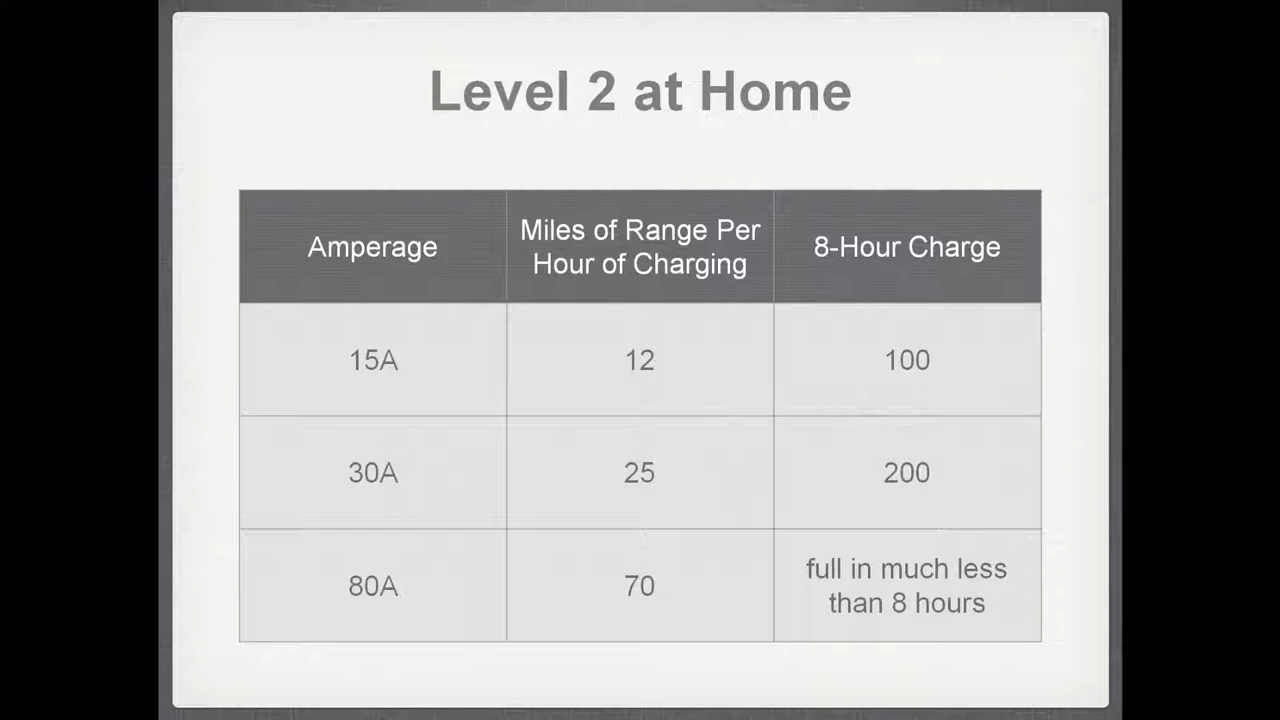 Level 2 at Home
Amperage
Miles of Range Per
Hour of Charging
8-Hour Charge
15A
12
100
30A
25
200
80A
70
full in much less
than 8 hours